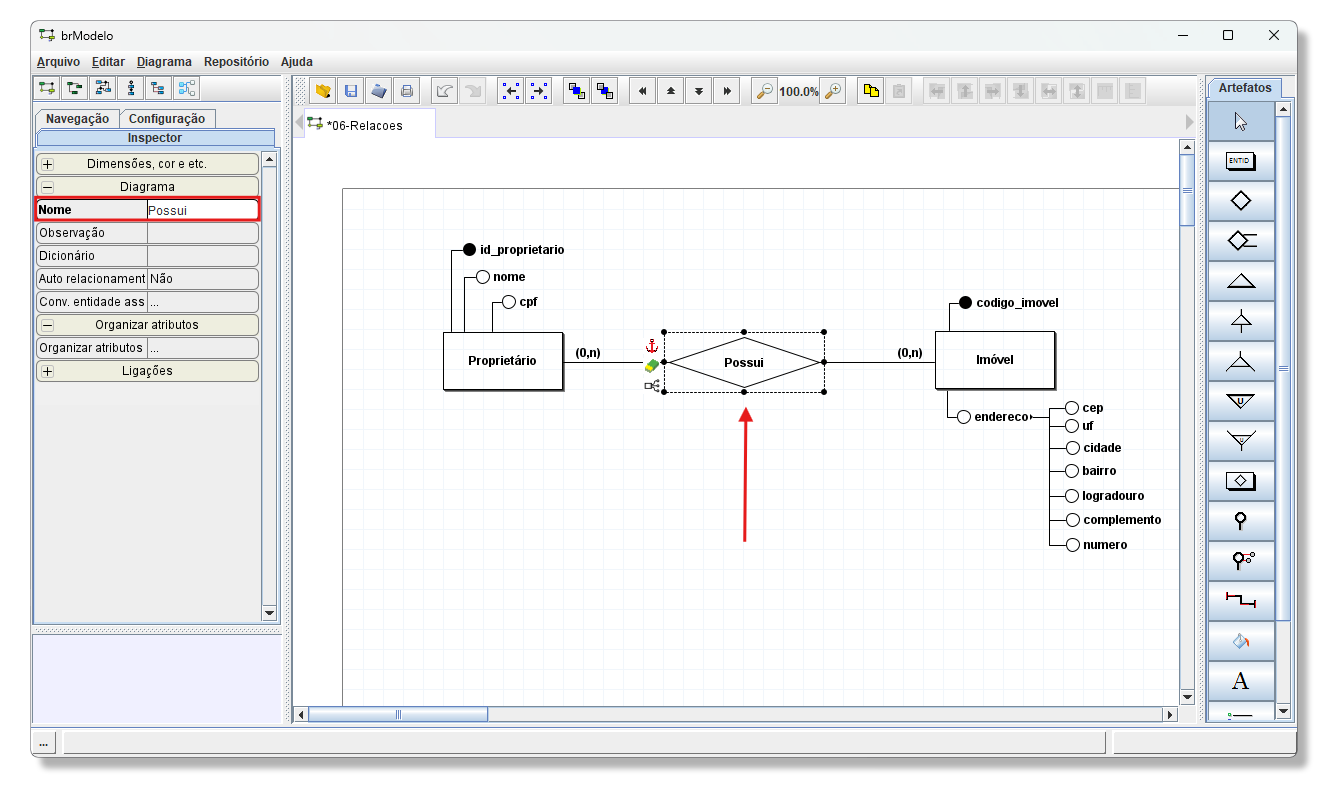 brModelo
Arquivo Editar Diagrama Repositório Ajuda
100.0%
Artefatos
Navegação Configuração
Inspector
*06-Relacoes
Dimensões, cor e etc.
Diagrama
Nome Possui
Observação
Dicionário
Auto relacionament Não
Conv. entidade ass ...
Organizar atributos
Organizar atributos ...
Ligações
ENTID
id_proprietario
nome
cpf
codigo_imovel
Proprietário
(0,n)
Possui
(0,n)
Imóvel
endereco
cep
uf
cidade
bairro
logradouro
complemento
numero
U
U
A
...